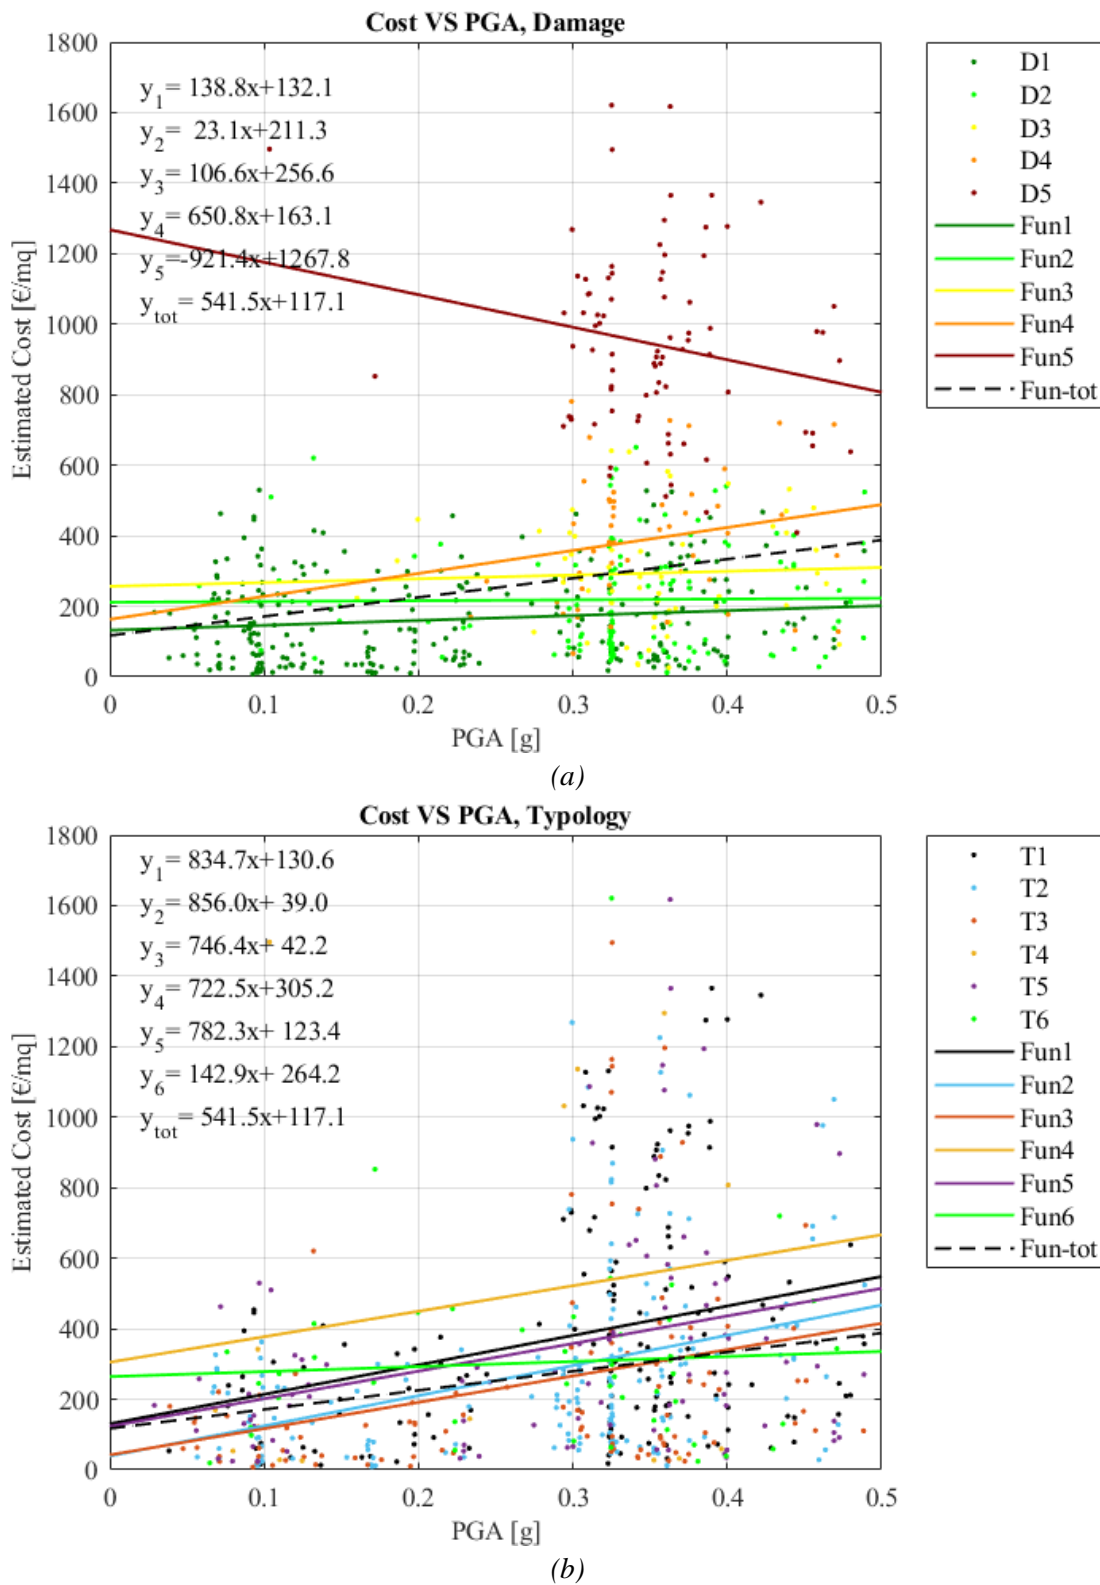 Cost VS PGA, Damage
y1= 138.8x+132.1
y2= 23.1x+211.3
y3= 106.6x+256.6
y4= 650.8x+163.1
y5=-921.4x+1267.8
ytot= 541.5x+117.1
1800
1600
1400
1200
1000
800
600
400
200
0
Estimated Cost [€/mq]
0 0.1 0.2 0.3 0.4 0.5
PGA [g]
D1
D2
D3
D4
D5
Fun1
Fun2
Fun3
Fun4
Fun5
Fun-tot
(a)
Cost VS PGA, Typology
y1= 834.7x+130.6
y2= 856.0x+ 39.0
y3= 746.4x+ 42.2
y4= 722.5x+305.2
y5= 782.3x+ 123.4
y6= 142.9x+ 264.2
ytot= 541.5x+117.1
1800
1600
1400
1200
1000
800
600
400
200
0
Estimated Cost [€/mq]
0 0.1 0.2 0.3 0.4 0.5
PGA [g]
T1
T2
T3
T4
T5
T6
Fun1
Fun2
Fun3
Fun4
Fun5
Fun6
Fun-tot
(b)